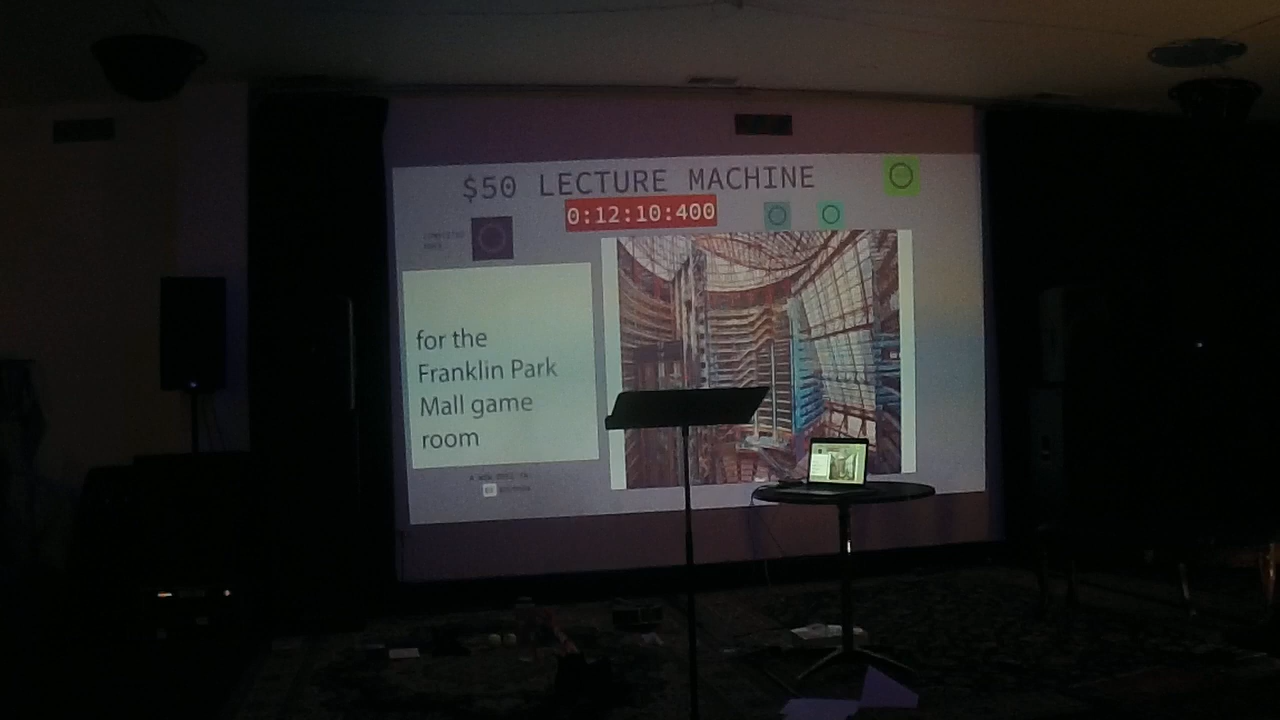 $50 LECTURE MACHINE
0:12:10:400
for the
Franklin Park
Mall game
room